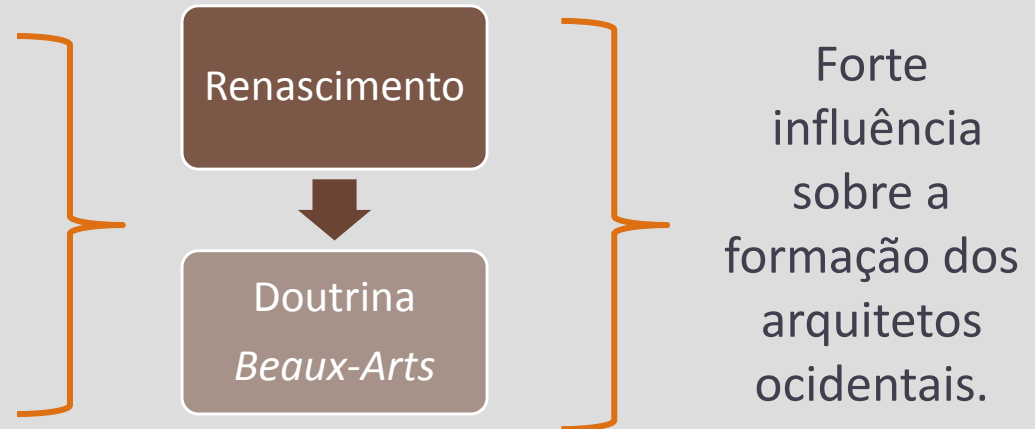 Renascimento
Doutrina
Beaux-Arts
Forte
influência
sobre a
formação dos
arquitetos
ocidentais.